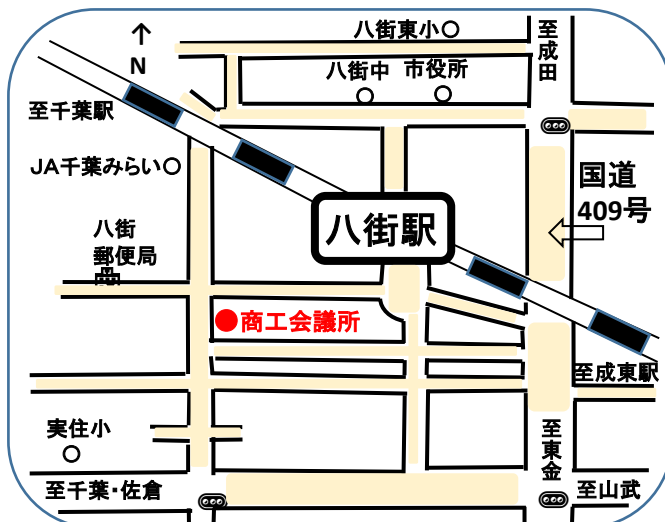 八街東小
至成田
N
八街中
市役所
至千葉駅
JA千葉みらい
国道
409号
八街駅
八街
郵便局
商工会議所
至成東駅
実住小
至東金
至千葉・佐倉
至山武